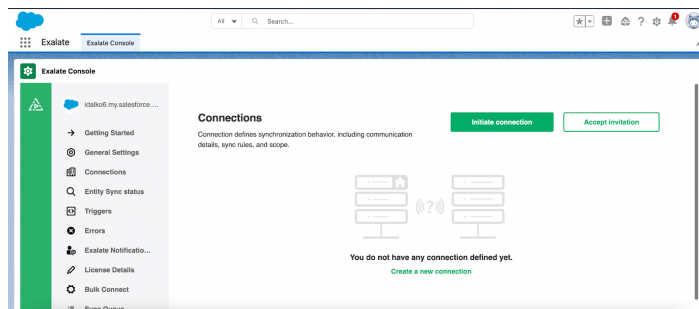 All
Search...
Exalate
Exalate Console
Exalate Console
idalko6.my.salesforce....
Getting Started
General Settings
Connections
Entity Sync status
Triggers
Errors
Exalate Notificatio...
License Details
Bulk Connect
Sync Queue
Connections
Connection defines synchronization behavior, including communication
details, sync rules, and scope.
Initiate connection
Accept invitation
((?))
You do not have any connection defined yet.
Create a new connection